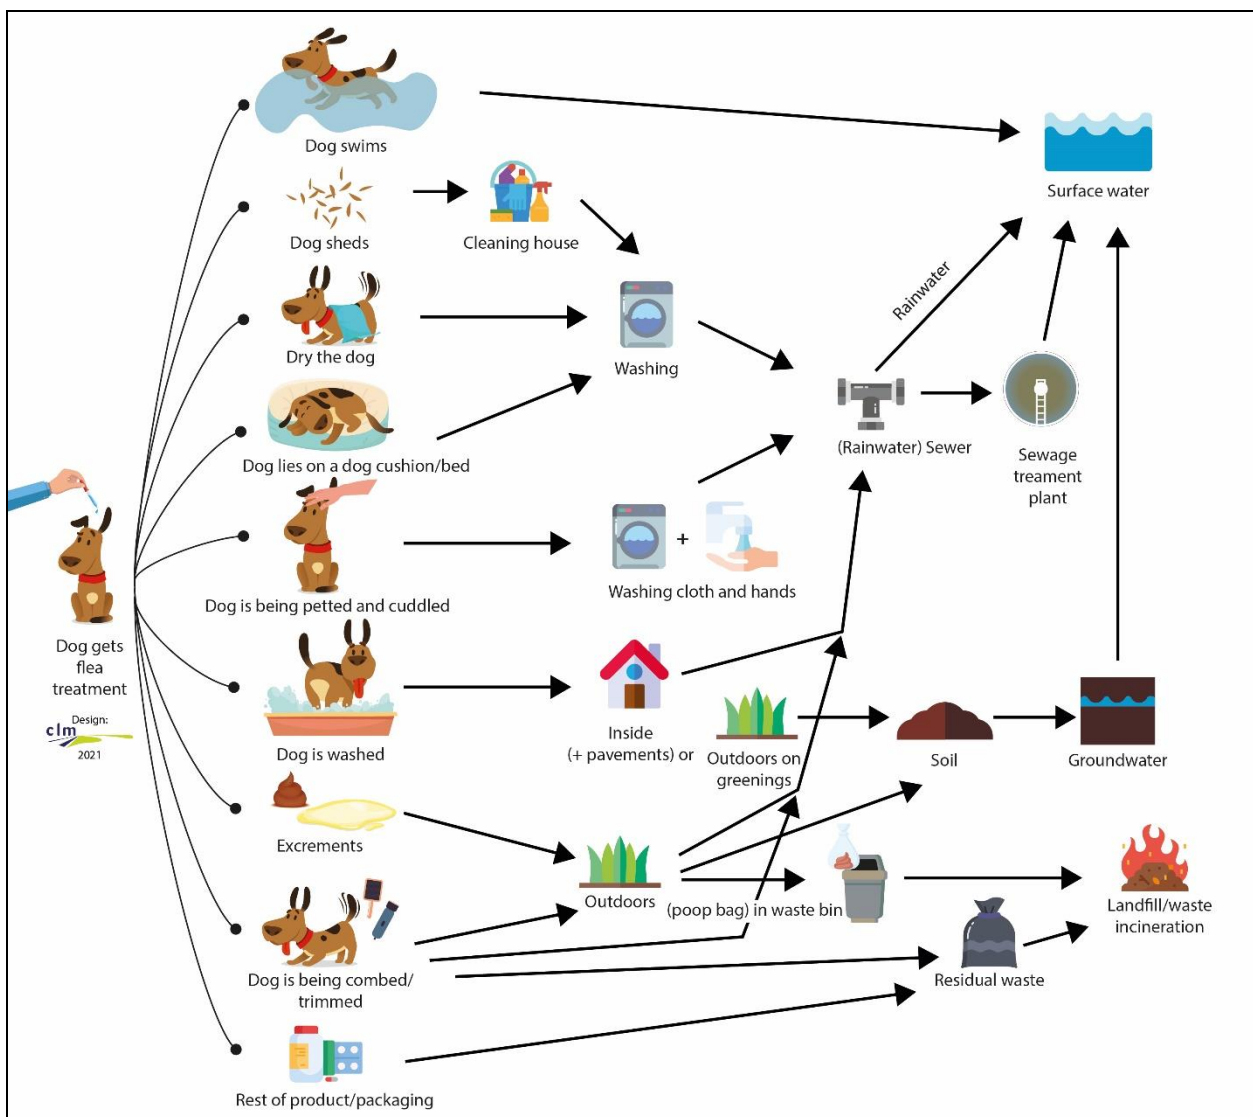 Dog swims
Surface water
Dog sheds
Cleaning house
Rainwater
Dry the dog
Washing
(Rainwater) Sewer
Sewage
treament
plant
Dog lies on a dog cushion/bed
Washing cloth and hands
Dog is being petted and cuddled
Dog gets
flea
treatment
Design:
clm
2021
Dog is washed
Inside
(+ pavements) or
Outdoors on
greenings
Soil
Groundwater
Excrements
Outdoors
(poop bag) in waste bin
Landfill/waste
incineration
Dog is being combed/
trimmed
Residual waste
Rest of product/packaging
+